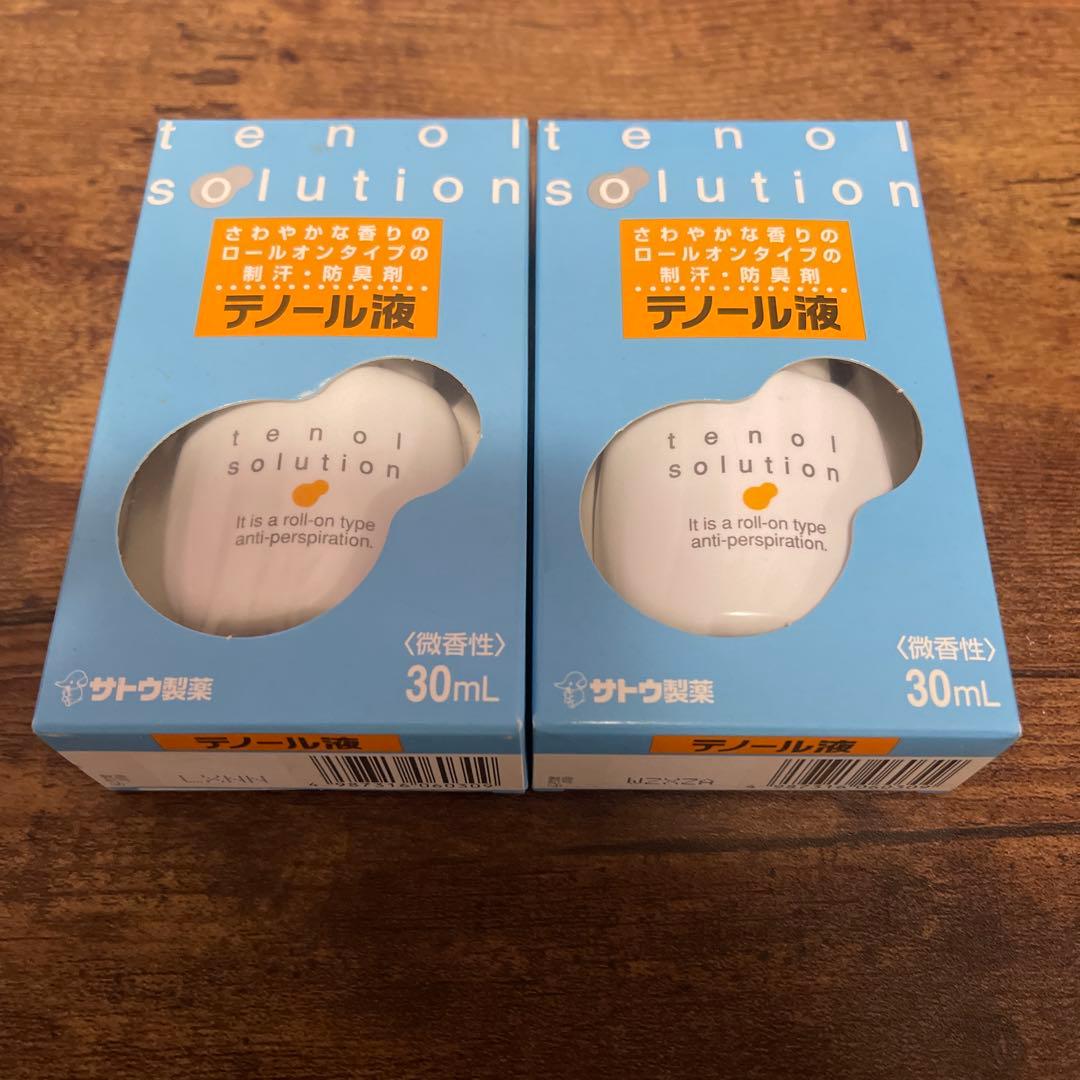 tenol
solution
さわやかな香りの
ロールオンタイプの
制汗・防臭剤
テノール液
tenol
solution
It is a roll-on type
anti-perspiration.
〈微香性〉
30mL
サトウ製薬
テノール液
tenol
solution
さわやかな香りの
ロールオンタイプの
制汗・防臭剤
テノール液
tenol
solution
It is a roll-on type
anti-perspiration.
〈微香性〉
30mL
サトウ製薬
テノール液